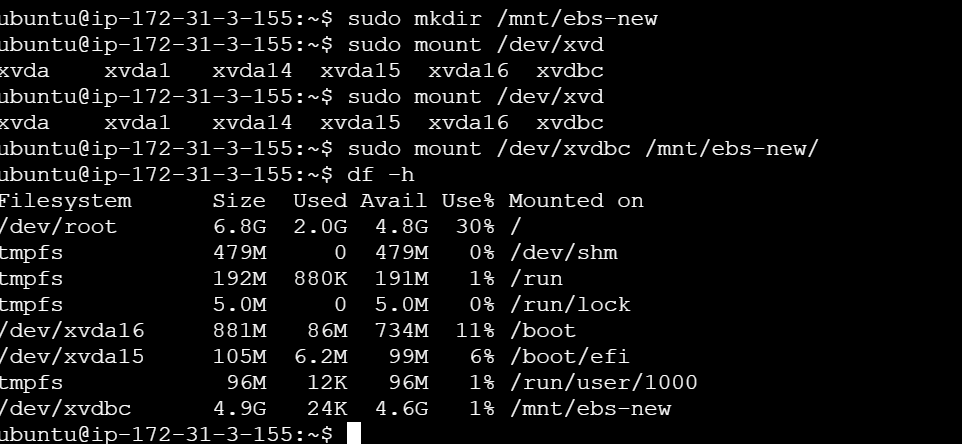 ubuntu@ip-172-31-3-155:~$ sudo mkdir /mnt/ebs-new
ubuntu@ip-172-31-3-155:~$ sudo mount /dev/xvd
xvda    xvda1   xvda14  xvda15  xvda16  xvdbc
ubuntu@ip-172-31-3-155:~$ sudo mount /dev/xvd
xvda    xvda1   xvda14  xvda15  xvda16  xvdbc
ubuntu@ip-172-31-3-155:~$ sudo mount /dev/xvdbc /mnt/ebs-new/
ubuntu@ip-172-31-3-155:~$ df -h
Filesystem      Size  Used Avail Use% Mounted on
/dev/root       6.8G  2.0G  4.8G  30% /
tmpfs           479M     0  479M   0% /dev/shm
tmpfs           192M  880K  191M   1% /run
tmpfs           5.0M     0  5.0M   0% /run/lock
/dev/xvda16     881M   86M  734M  11% /boot
/dev/xvda15     105M  6.2M   99M   6% /boot/efi
tmpfs            96M   12K   96M   1% /run/user/1000
/dev/xvdbc      4.9G   24K  4.6G   1% /mnt/ebs-new
ubuntu@ip-172-31-3-155:~$